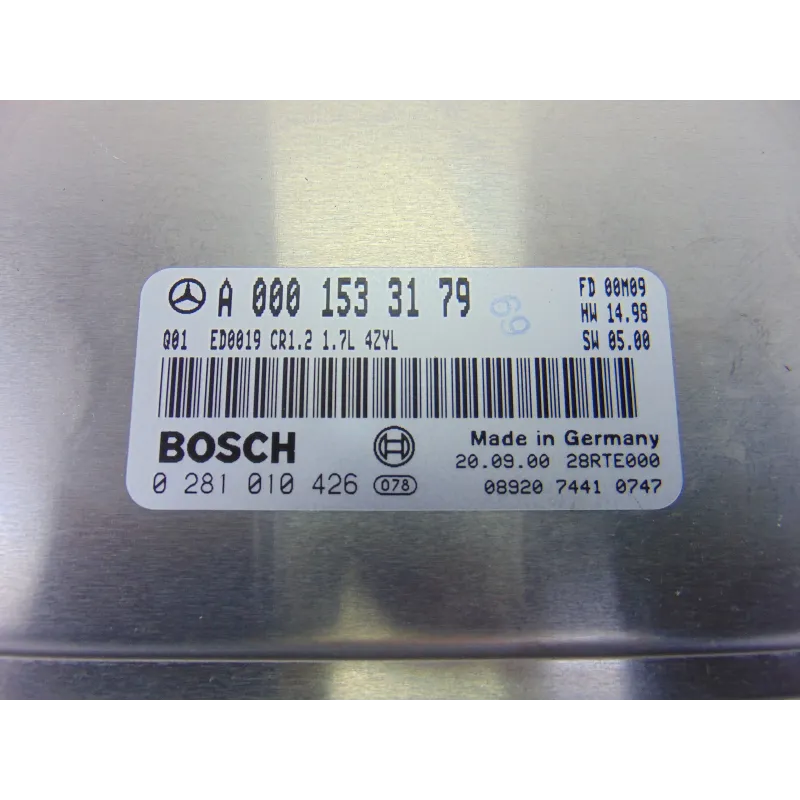 A 000 153 31 79
69
FD 00M09
HW 14.98
Q01 ED0019 CR1.2 1.7L 4ZYL
SW 05.00
BOSCH
Made in Germany
20.09.00 28RTE000
0 281 010 426 078
08920 7441 0747